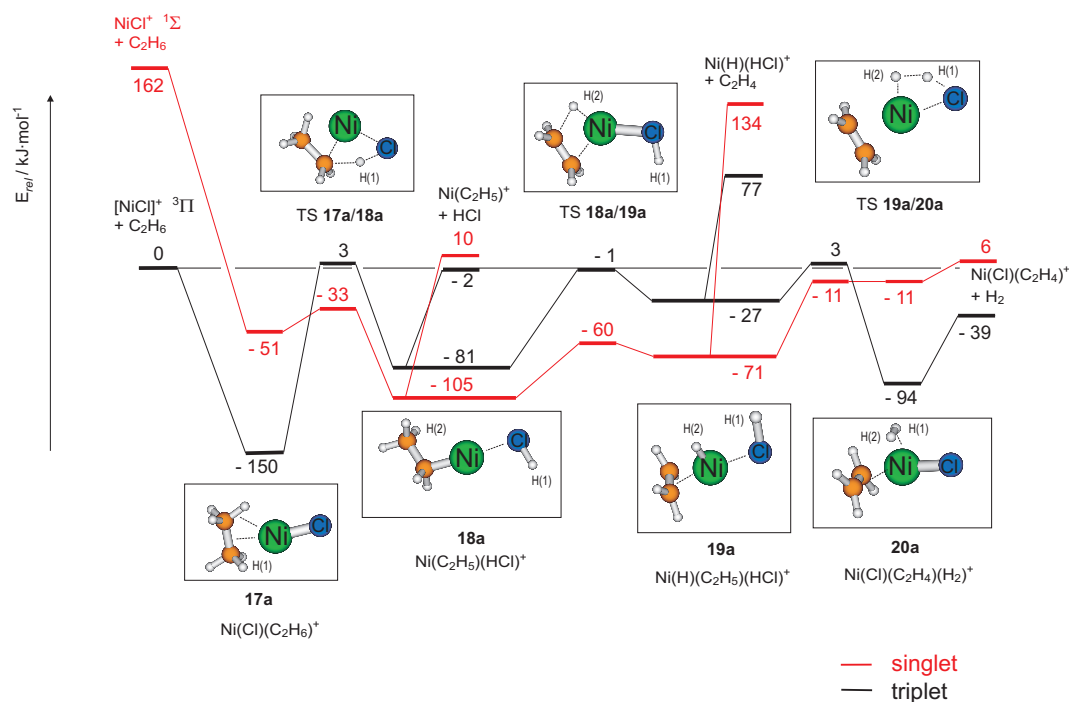 NiCl⁺ ¹Σ
+ C₂H₆
162
E_rel / kJ·mol⁻¹
[NiCl]⁺ ³Π
+ C₂H₆
0
Ni
Cl
H(1)
TS 17a/18a
Ni(C₂H₅)⁺
+ HCl
10
- 2
H(2)
Ni
Cl
H(1)
TS 18a/19a
Ni(H)(HCl)⁺
+ C₂H₄
134
77
H(2)
H(1)
Ni
Cl
TS 19a/20a
3
- 33
- 51
- 150
- 81
- 105
- 1
- 60
- 27
- 71
3
- 11
- 11
6
Ni(Cl)(C₂H₄)⁺
+ H₂
- 39
- 94
Ni
Cl
H(1)
17a
Ni(Cl)(C₂H₆)⁺
H(2)
Ni
Cl
H(1)
18a
Ni(C₂H₅)(HCl)⁺
H(1)
H(2)
Ni
Cl
19a
Ni(H)(C₂H₅)(HCl)⁺
H(1)
H(2)
Ni
Cl
20a
Ni(Cl)(C₂H₄)(H₂)⁺
singlet
triplet